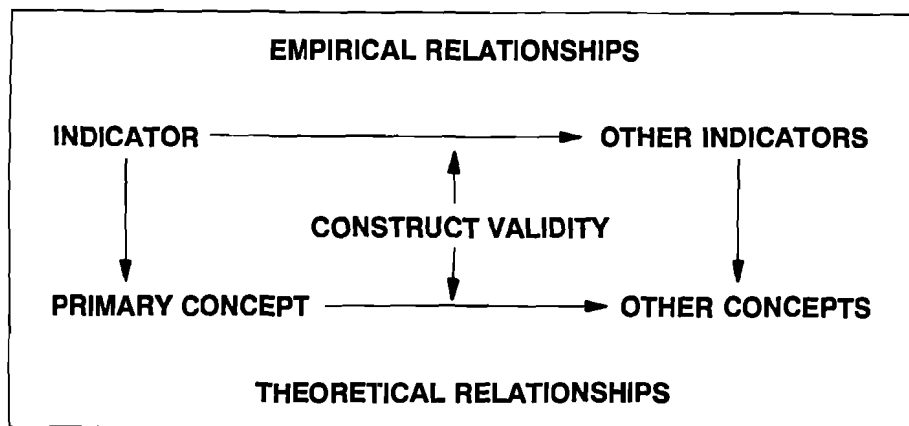 EMPIRICAL RELATIONSHIPS
INDICATOR OTHER INDICATORS
CONSTRUCT VALIDITY
PRIMARY CONCEPT OTHER CONCEPTS
THEORETICAL RELATIONSHIPS